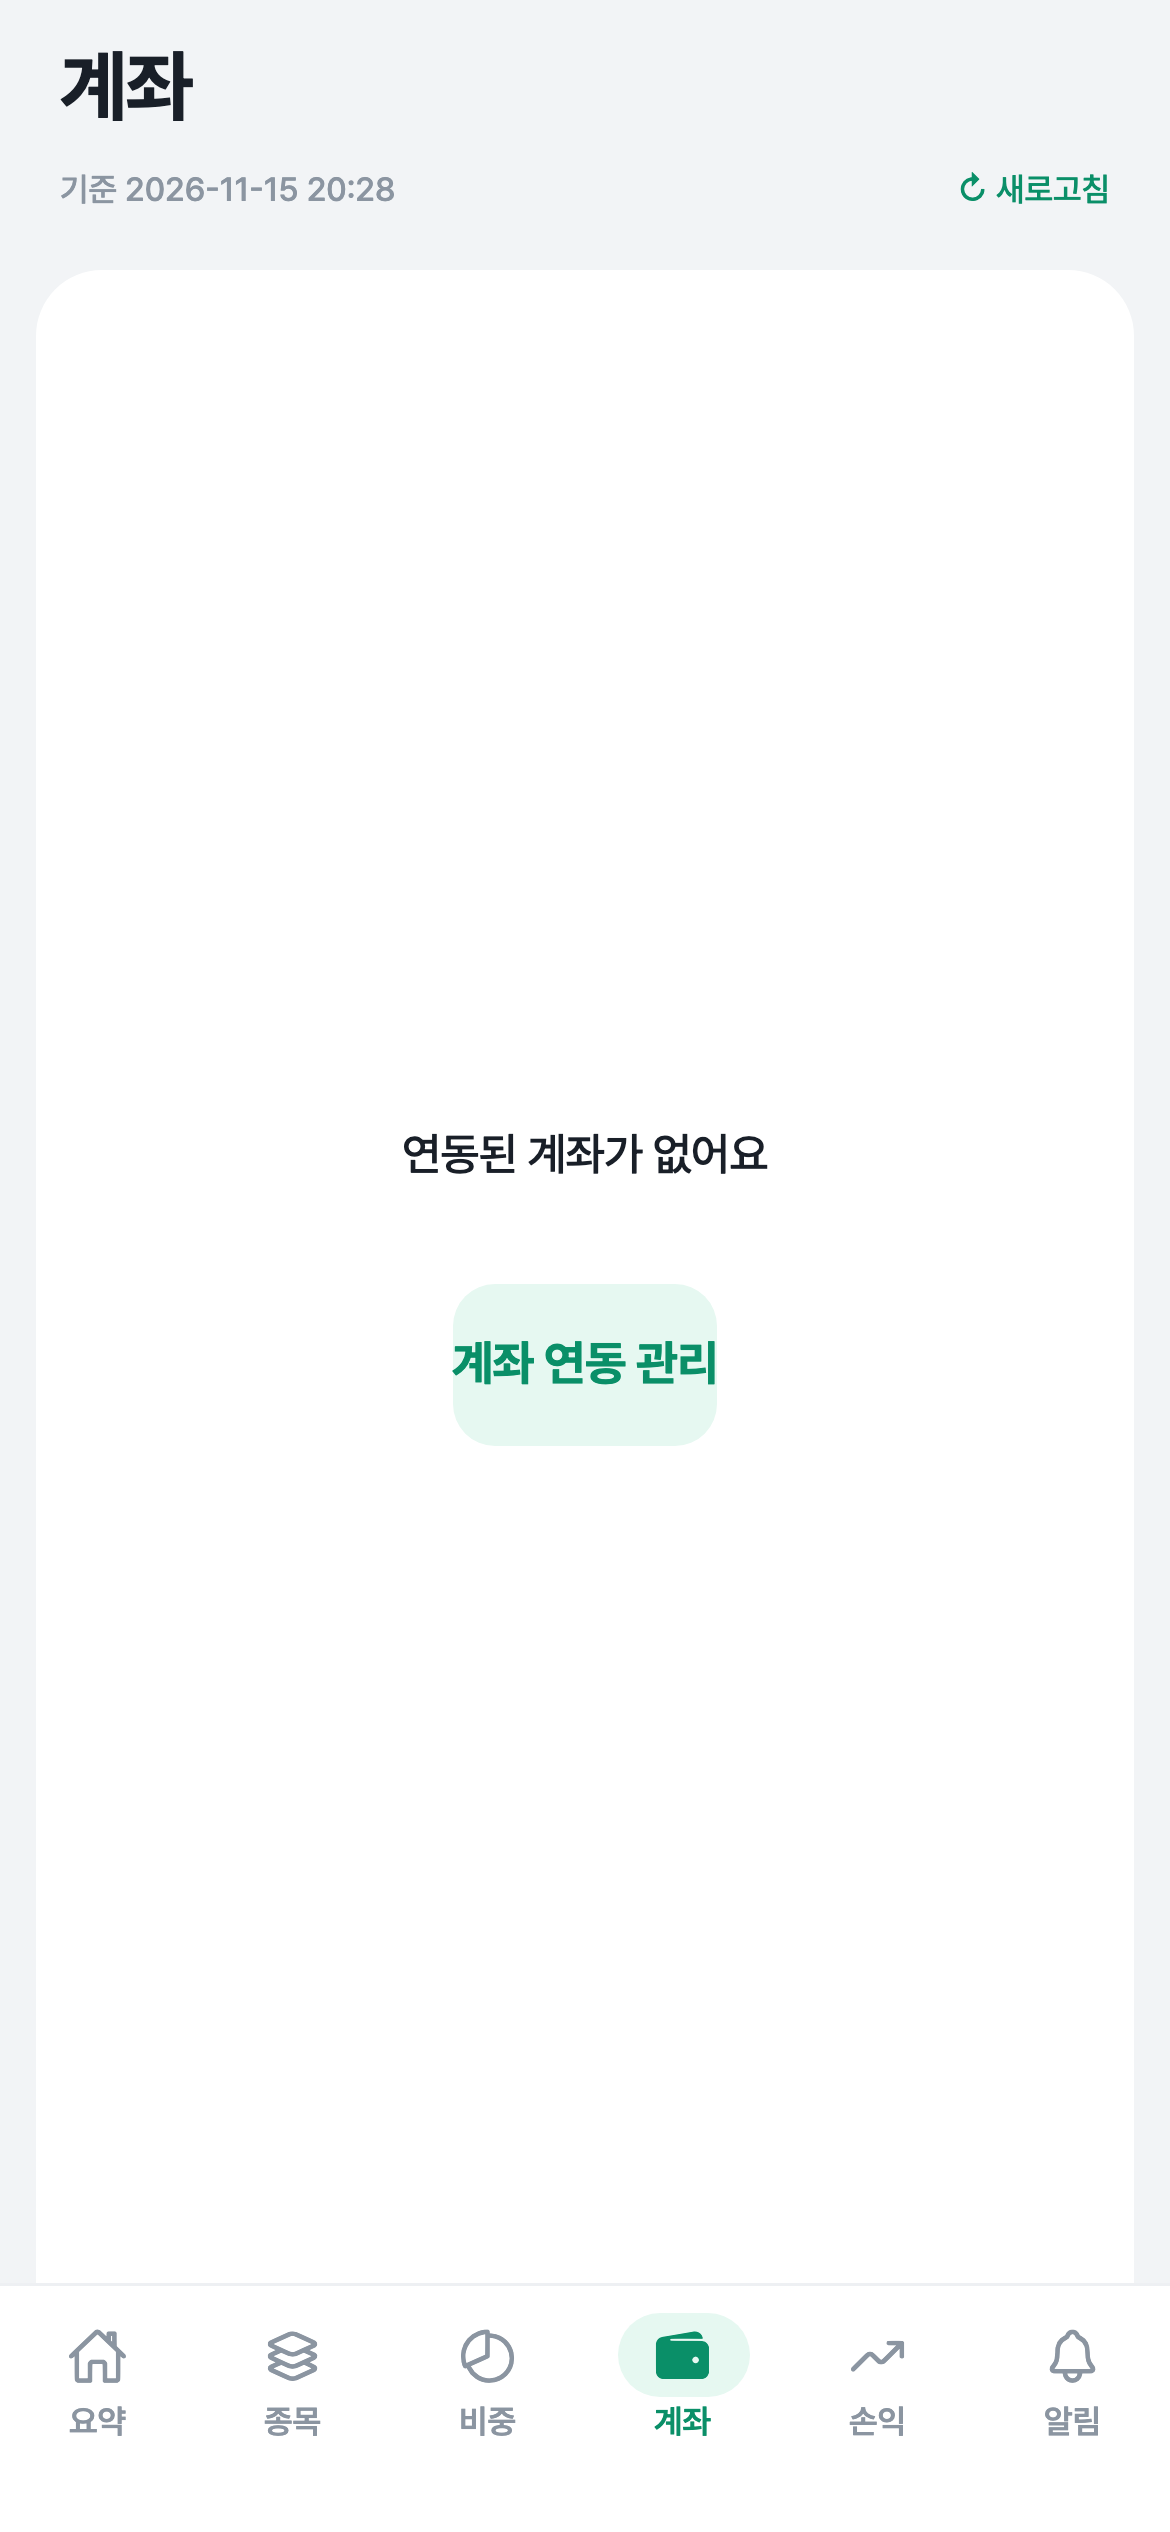 계좌
기준 2026-11-15 20:28
새로고침
연동된 계좌가 없어요
계좌 연동 관리
요약
종목
비중
계좌
손익
알림